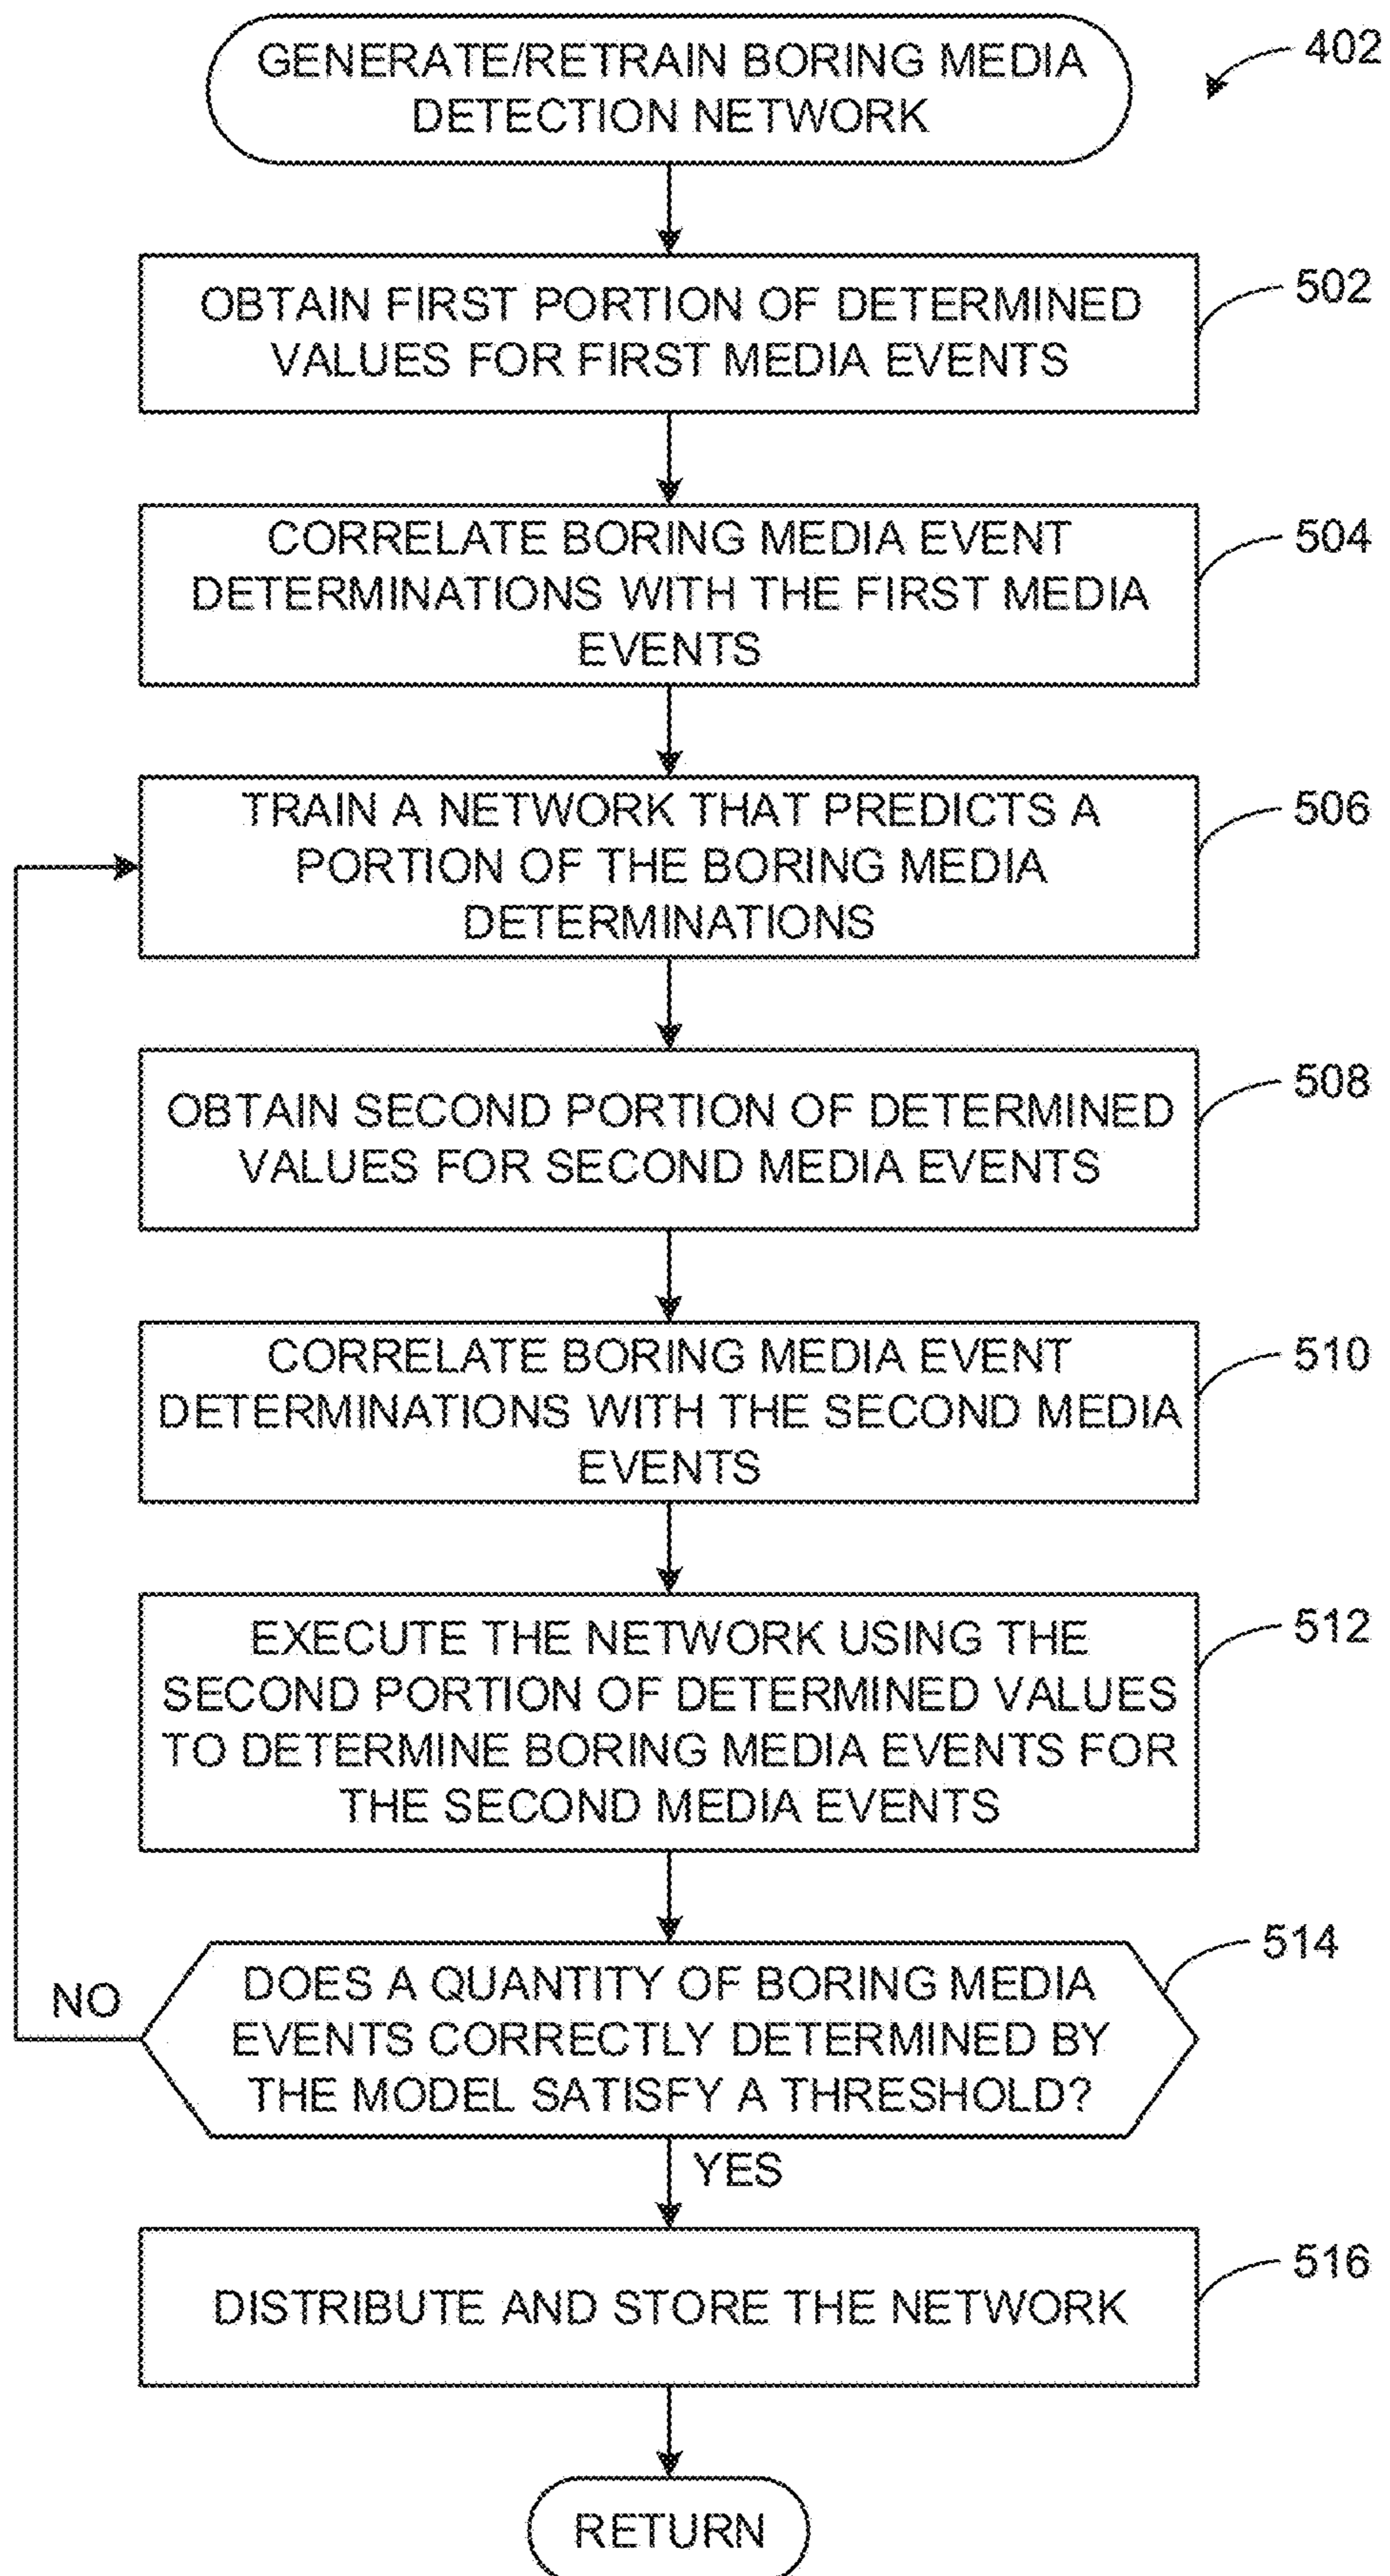 GENERATE/RETRAIN BORING MEDIA
DETECTION NETWORK
402
OBTAIN FIRST PORTION OF DETERMINED
VALUES FOR FIRST MEDIA EVENTS
502
CORRELATE BORING MEDIA EVENT
DETERMINATIONS WITH THE FIRST MEDIA
EVENTS
504
TRAIN A NETWORK THAT PREDICTS A
PORTION OF THE BORING MEDIA
DETERMINATIONS
506
OBTAIN SECOND PORTION OF DETERMINED
VALUES FOR SECOND MEDIA EVENTS
508
CORRELATE BORING MEDIA EVENT
DETERMINATIONS WITH THE SECOND MEDIA
EVENTS
510
EXECUTE THE NETWORK USING THE
SECOND PORTION OF DETERMINED VALUES
TO DETERMINE BORING MEDIA EVENTS FOR
THE SECOND MEDIA EVENTS
512
DOES A QUANTITY OF BORING MEDIA
EVENTS CORRECTLY DETERMINED BY
THE MODEL SATISFY A THRESHOLD?
514
NO
YES
DISTRIBUTE AND STORE THE NETWORK
516
RETURN